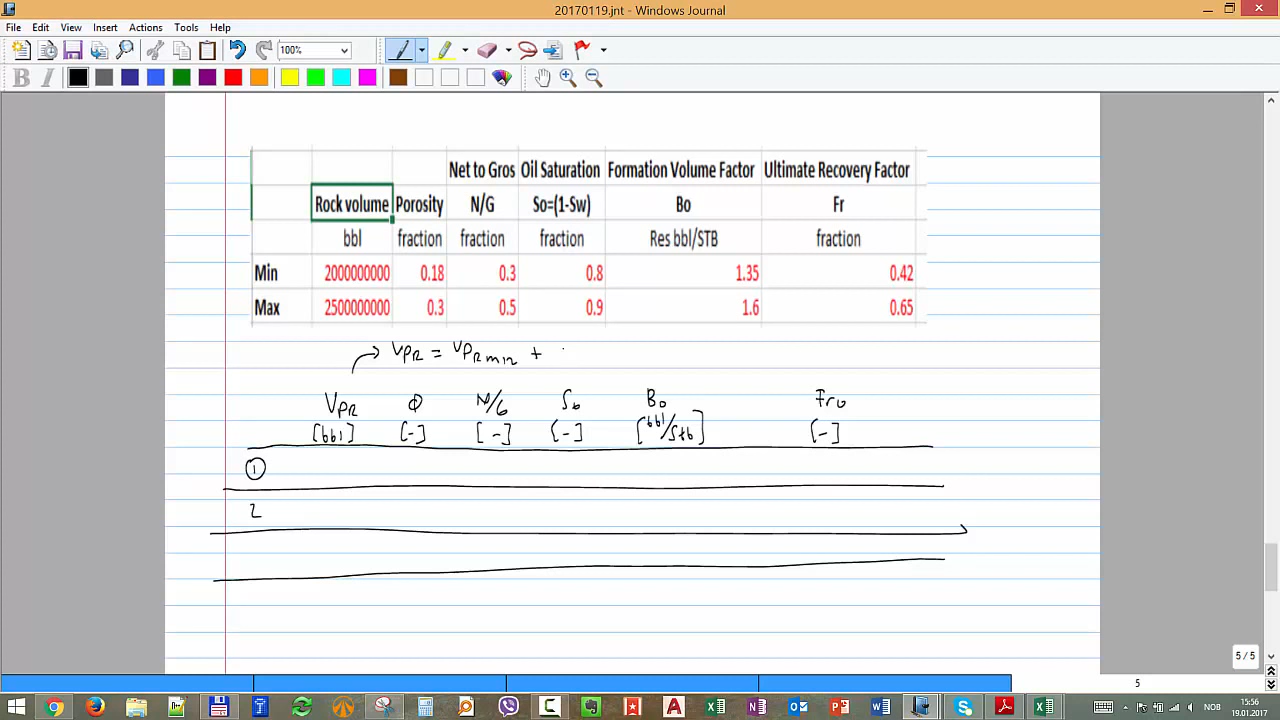 20170119.jnt - Windows Journal
File Edit View Insert Actions Tools Help
100%
B I
Net to Gros Oil Saturation Formation Volume Factor Ultimate Recovery Factor
Rock volume Porosity N/G So=(1-Sw) Bo Fr
bbl fraction fraction fraction Res bbl/STB fraction
Min 2000000000 0.18 0.3 0.8 1.35 0.42
Max 2500000000 0.3 0.5 0.9 1.6 0.65
VpR = VpR min +
VpR Φ N/G So Bo Fro
[bbl] [-] [-] [-] [bbl/Stb] [-]
1
2
5/5
5
NOB 15:56
19.01.2017